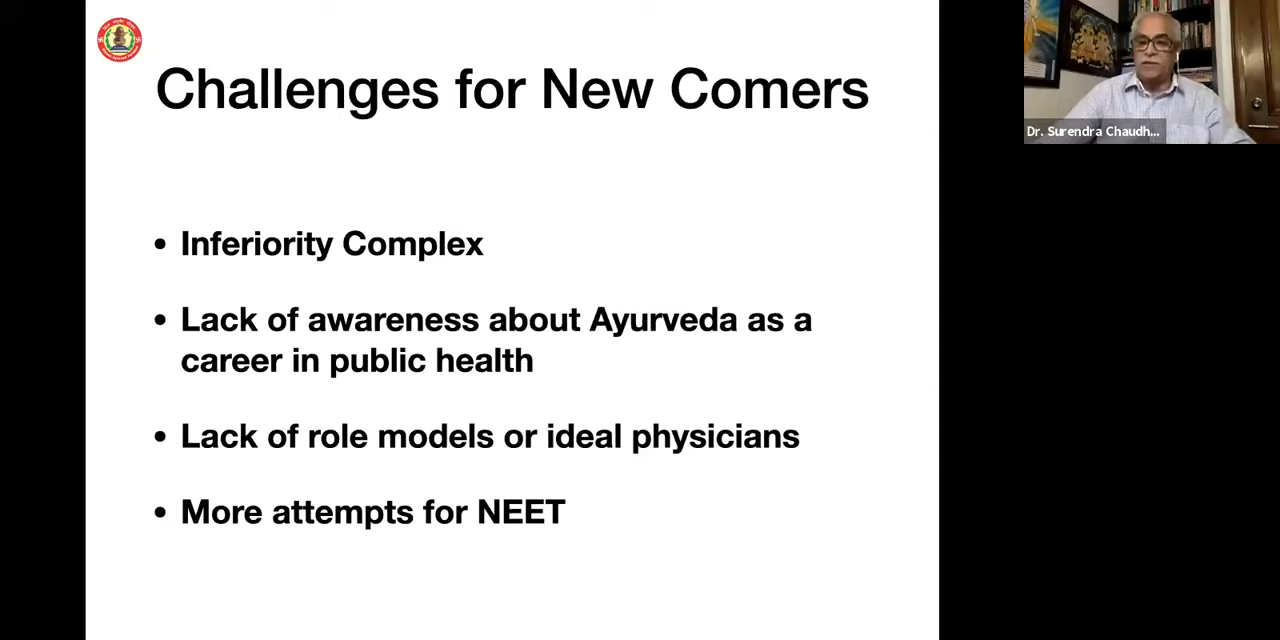 Challenges for New Comers
• Inferiority Complex
• Lack of awareness about Ayurveda as a
career in public health
• Lack of role models or ideal physicians
• More attempts for NEET
Dr. Surendra Chaudh...